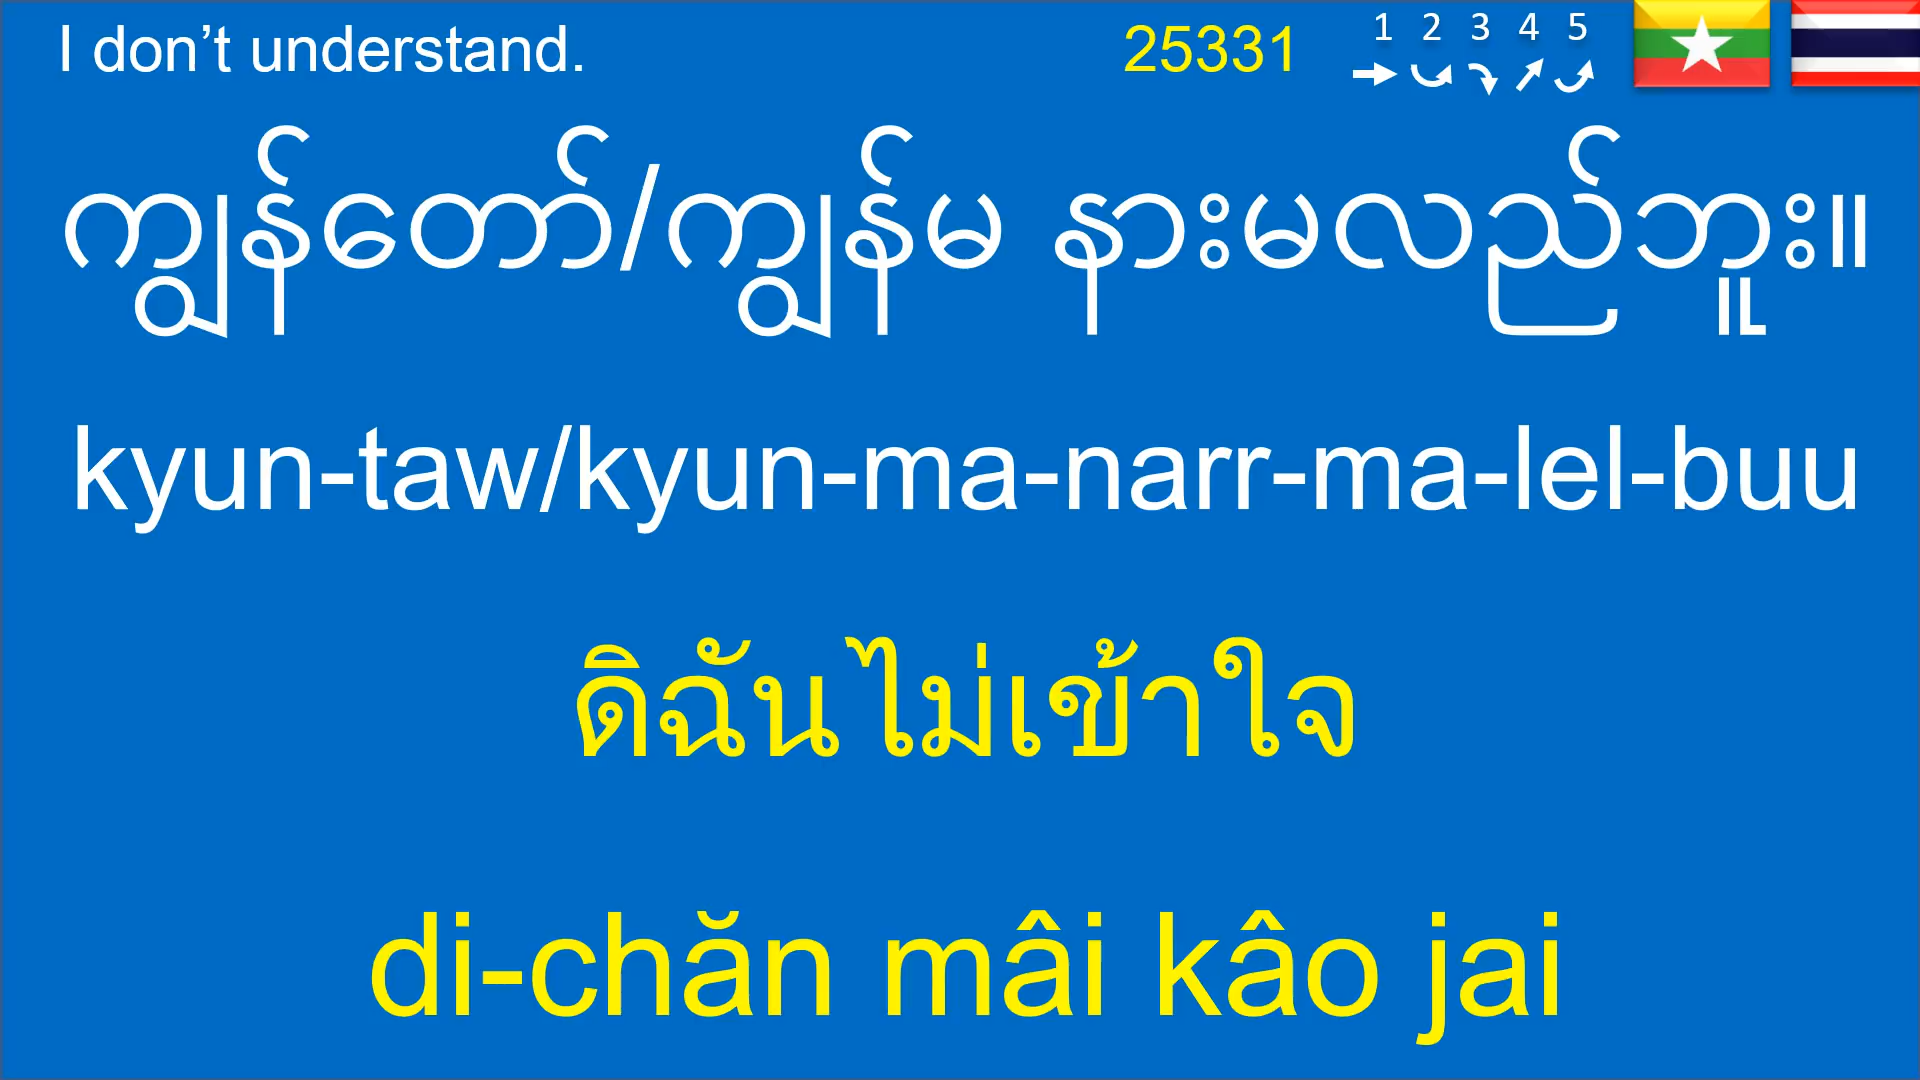 I don’t understand.
25331
1 2 3 4 5
ကျွန်တော်/ကျွန်မ နားမလည်ဘူး။
kyun-taw/kyun-ma-narr-ma-lel-buu
ดิฉันไม่เข้าใจ
di-chăn mâi kâo jai